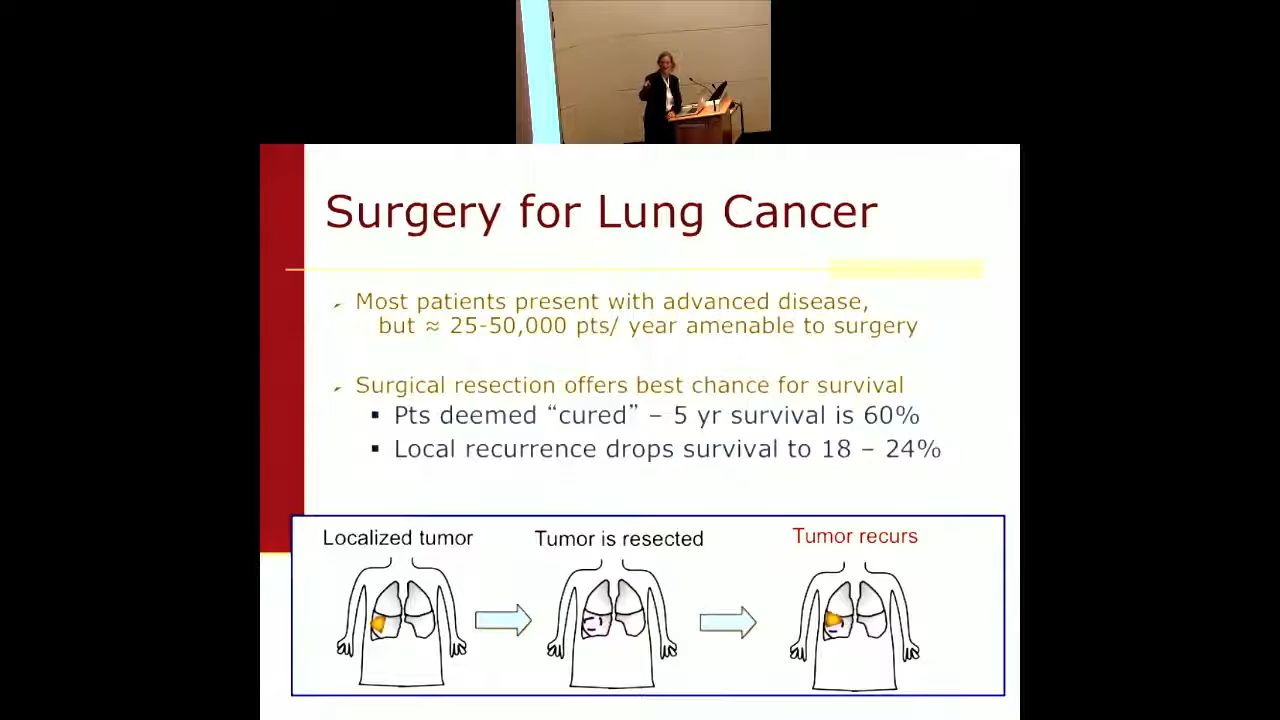 Surgery for Lung Cancer
Most patients present with advanced disease,
but ≈ 25-50,000 pts/ year amenable to surgery
Surgical resection offers best chance for survival
Pts deemed “cured” – 5 yr survival is 60%
Local recurrence drops survival to 18 – 24%
Localized tumor
Tumor is resected
Tumor recurs